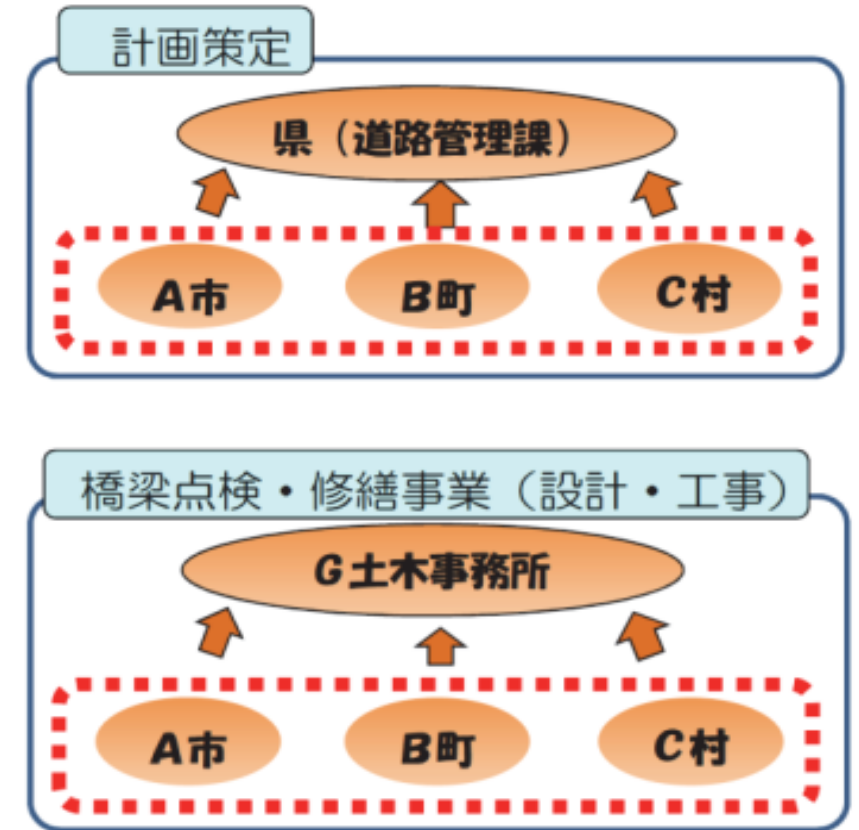 計画策定
県（道路管理課）
A市 B町 C村
橋梁点検・修繕事業（設計・工事）
G土木事務所
A市 B町 C村